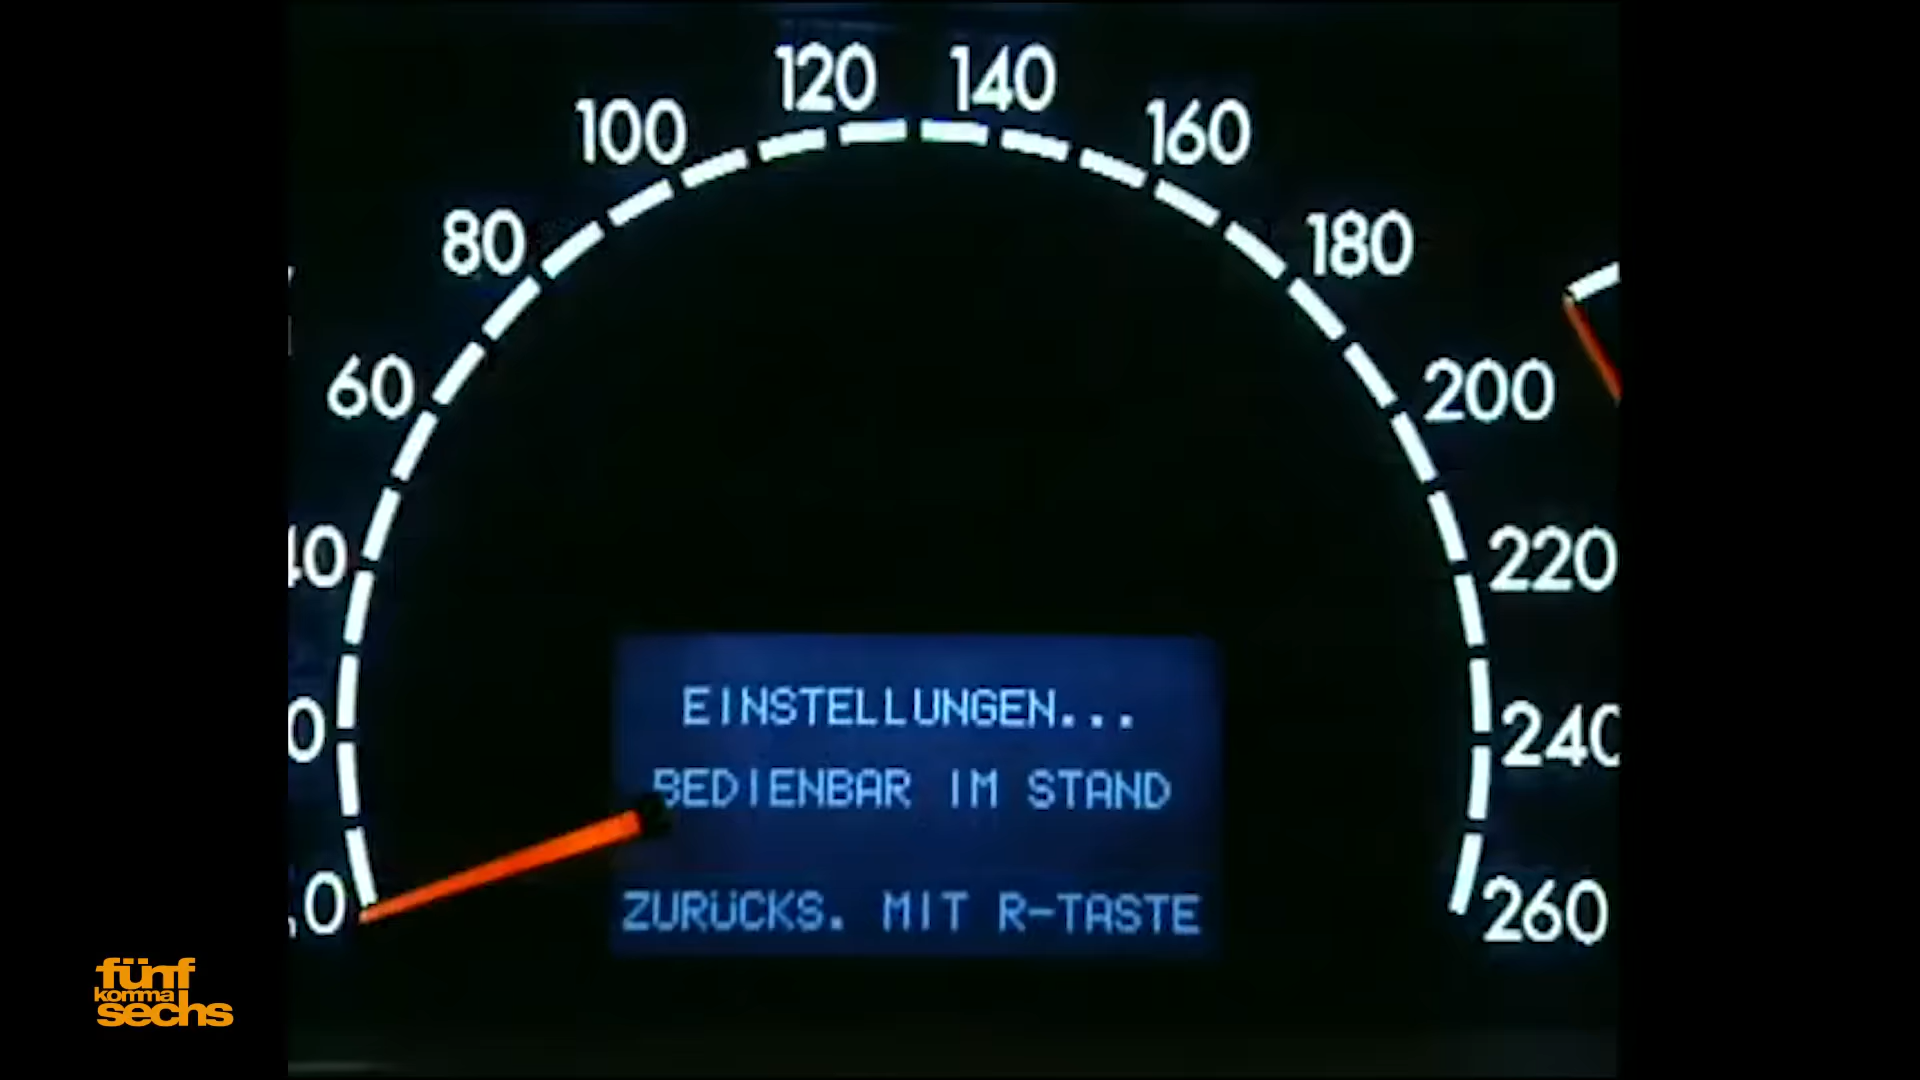 120 140
100 160
80 180
60 200
40 220
0 240
0 260
EINSTELLUNGEN...
BEDIENBAR IM STAND
ZURÜCKS. MIT R-TASTE
fünf
komma
sechs